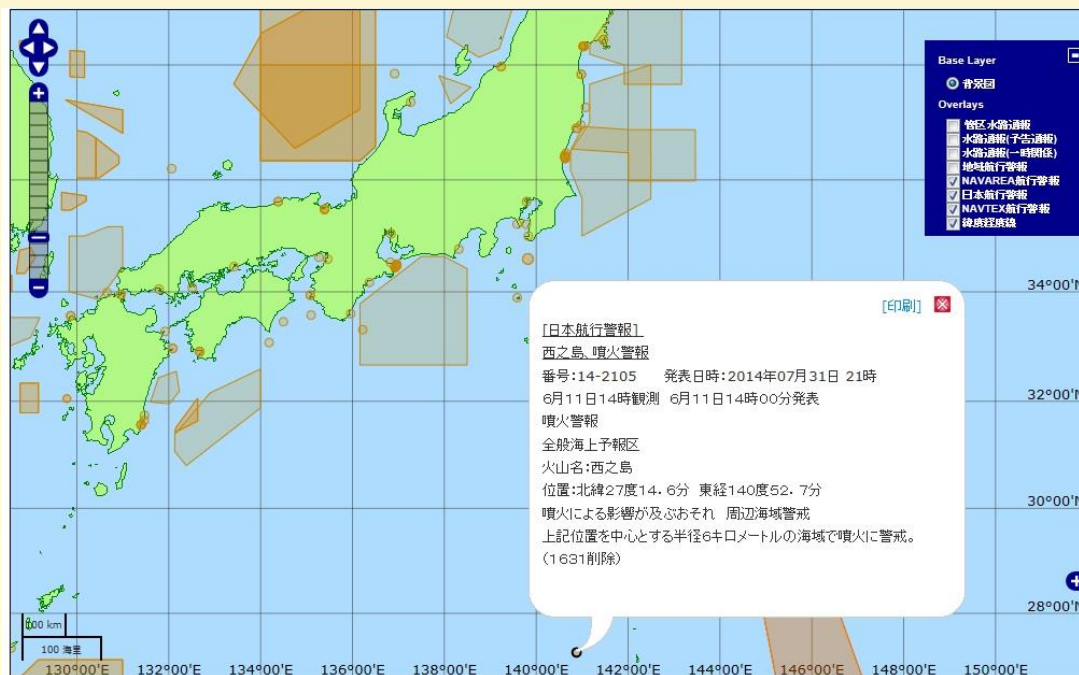 Base Layer
背景図
Overlays
管区水路通報
水路通報(予告通報)
水路通報(一時関係)
地域航行警報
NAVAREA航行警報
日本航行警報
NAVTEX航行警報
緯度経度線
34°00'N
[印刷]
[日本航行警報]
西之島、噴火警報
番号:14-2105 発表日時:2014年07月31日 21時
6月11日14時観測 6月11日14時00分発表
噴火警報
全般海上予報区
火山名:西之島
位置:北緯27度14.6分 東経140度52.7分
噴火による影響が及ぶおそれ 周辺海域警戒
上記位置を中心とする半径6キロメートルの海域で噴火に警戒。
(1631削除)
32°00'N
30°00'N
28°00'N
100 km
100 海里
130°00'E 132°00'E 134°00'E 136°00'E 138°00'E 140°00'E 142°00'E 144°00'E 146°00'E 148°00'E 150°00'E